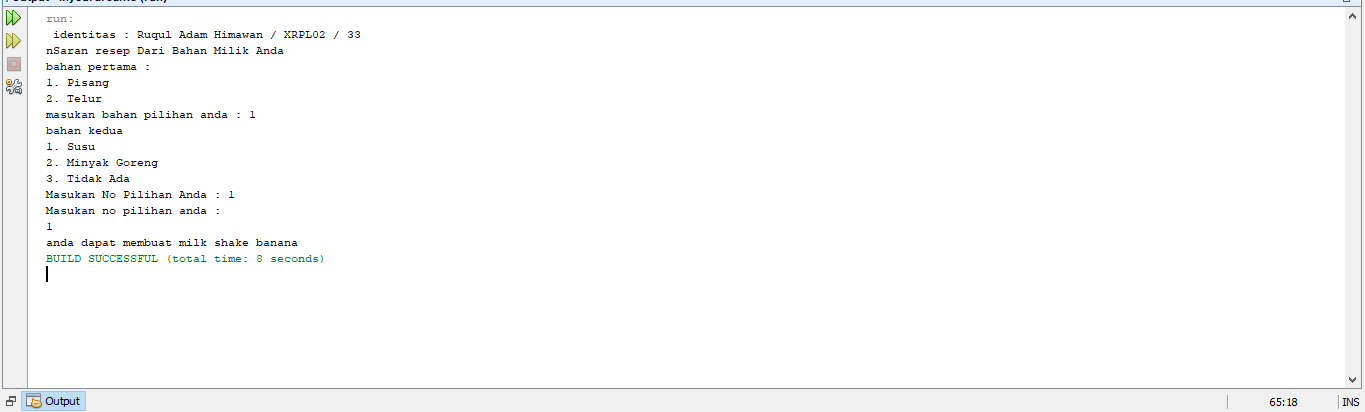 run:
identitas : Ruqul Adam Himawan / XRPL02 / 33
nSaran resep Dari Bahan Milik Anda
bahan pertama :
1. Pisang
2. Telur
masukan bahan pilihan anda : 1
bahan kedua
1. Susu
2. Minyak Goreng
3. Tidak Ada
Masukan No Pilihan Anda : 1
Masukan no pilihan anda :
1
anda dapat membuat milk shake banana
BUILD SUCCESSFUL (total time: 8 seconds)
Output
65:18
INS